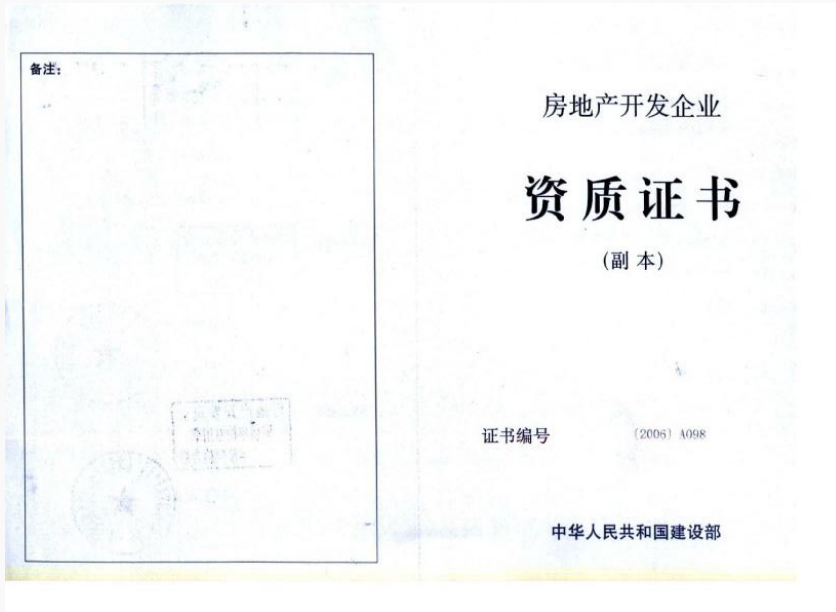 备注：
房地产开发企业
资质证书
(副本)
证书编号 〔2006〕A098
中华人民共和国建设部